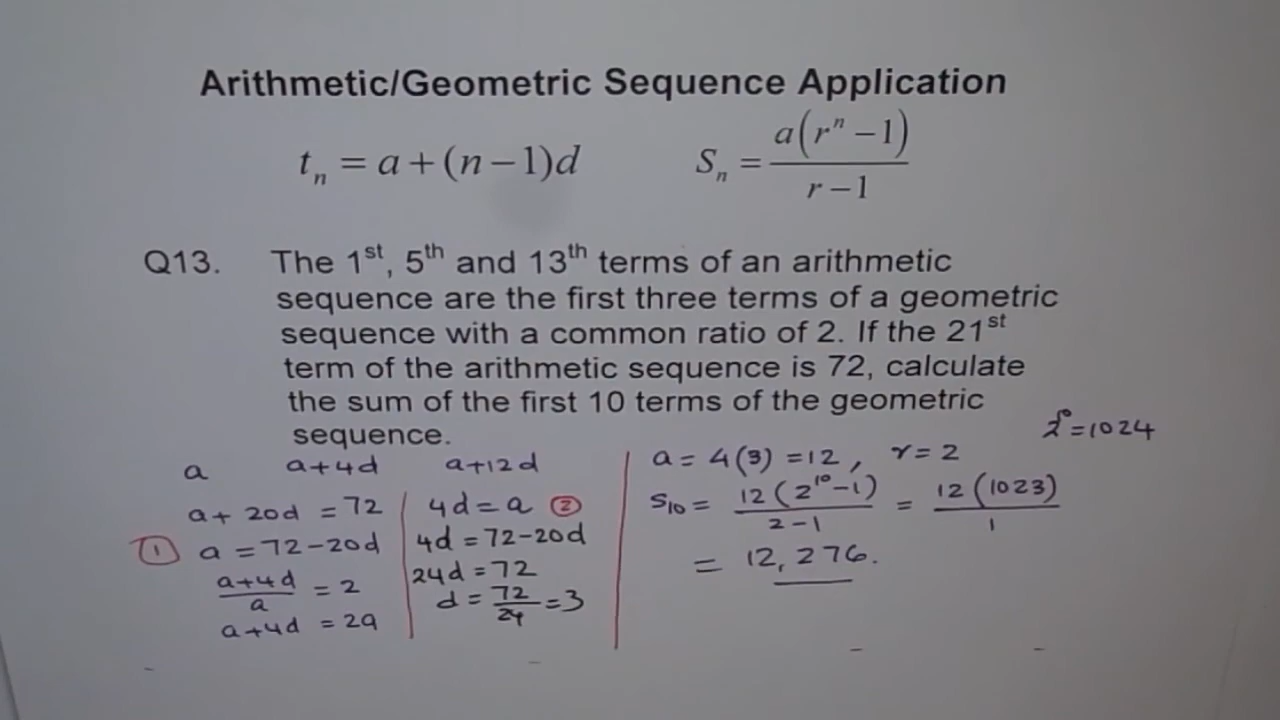 Arithmetic/Geometric Sequence Application
tₙ = a + (n − 1)d
Sₙ = a(rⁿ − 1) / r − 1
Q13. The 1ˢᵗ, 5ᵗʰ and 13ᵗʰ terms of an arithmetic
sequence are the first three terms of a geometric
sequence with a common ratio of 2. If the 21ˢᵗ
term of the arithmetic sequence is 72, calculate
the sum of the first 10 terms of the geometric
sequence.
a a+4d a+12d
a + 20d = 72
① a = 72 − 20d
a+4d / a = 2
a+4d = 2a
4d = a ②
4d = 72 − 20d
24d = 72
d = 72 / 24 = 3
2¹⁰ = 1024
a = 4(3) = 12, r = 2
S₁₀ = 12(2¹⁰ − 1) / 2 − 1 = 12(1023) / 1
= 12,276.